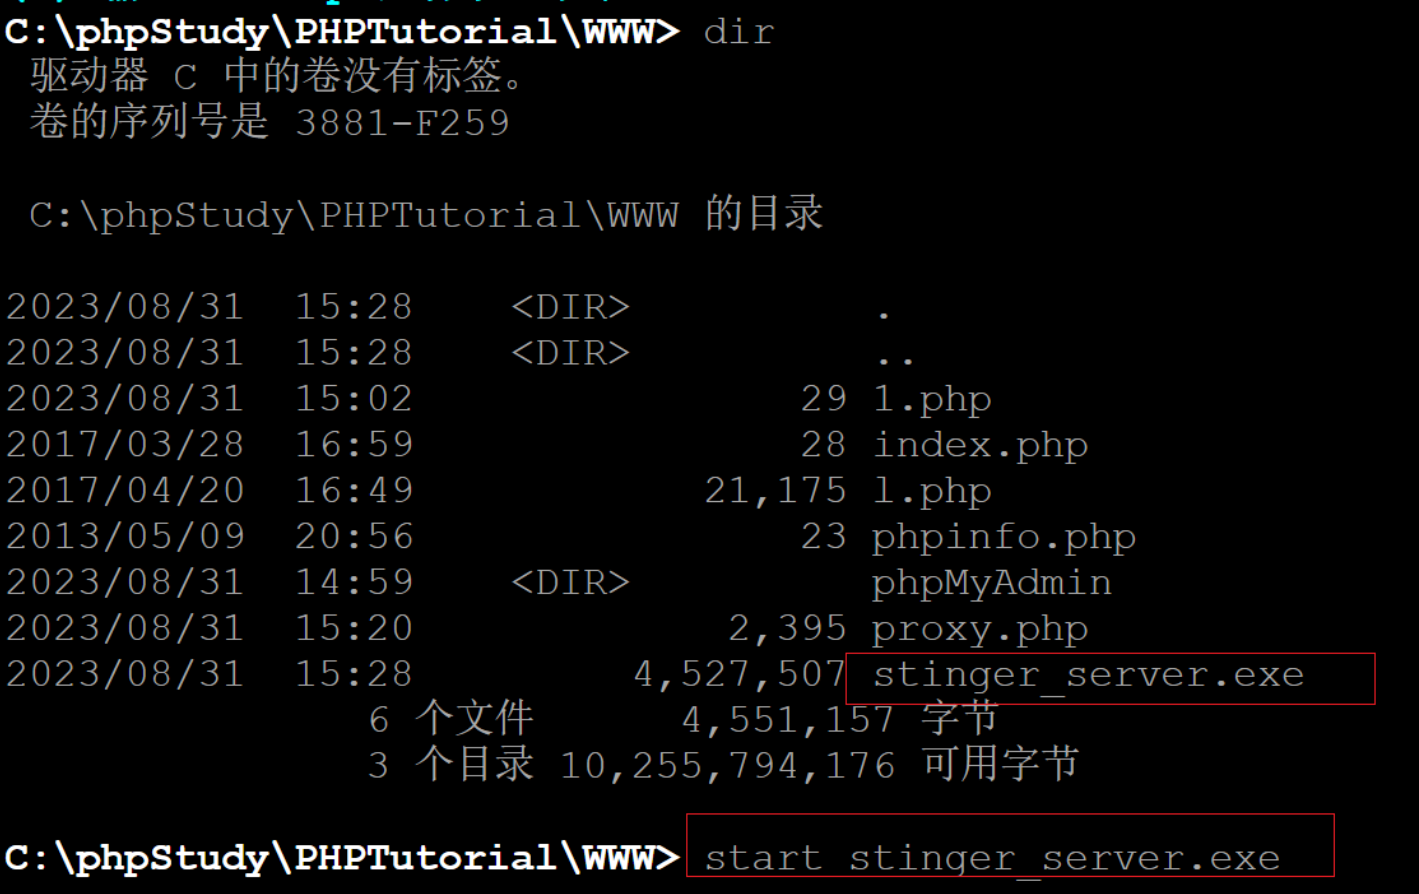 C:\phpStudy\PHPTutorial\WWW> dir
驱动器 C 中的卷没有标签。
卷的序列号是 3881-F259
C:\phpStudy\PHPTutorial\WWW 的目录
2023/08/31  15:28    <DIR>          .
2023/08/31  15:28    <DIR>          ..
2023/08/31  15:02                29 1.php
2017/03/28  16:59                28 index.php
2017/04/20  16:49            21,175 l.php
2013/05/09  20:56                23 phpinfo.php
2023/08/31  14:59    <DIR>          phpMyAdmin
2023/08/31  15:20             2,395 proxy.php
2023/08/31  15:28         4,527,507 stinger_server.exe
6 个文件      4,551,157 字节
3 个目录 10,255,794,176 可用字节
C:\phpStudy\PHPTutorial\WWW> start stinger_server.exe